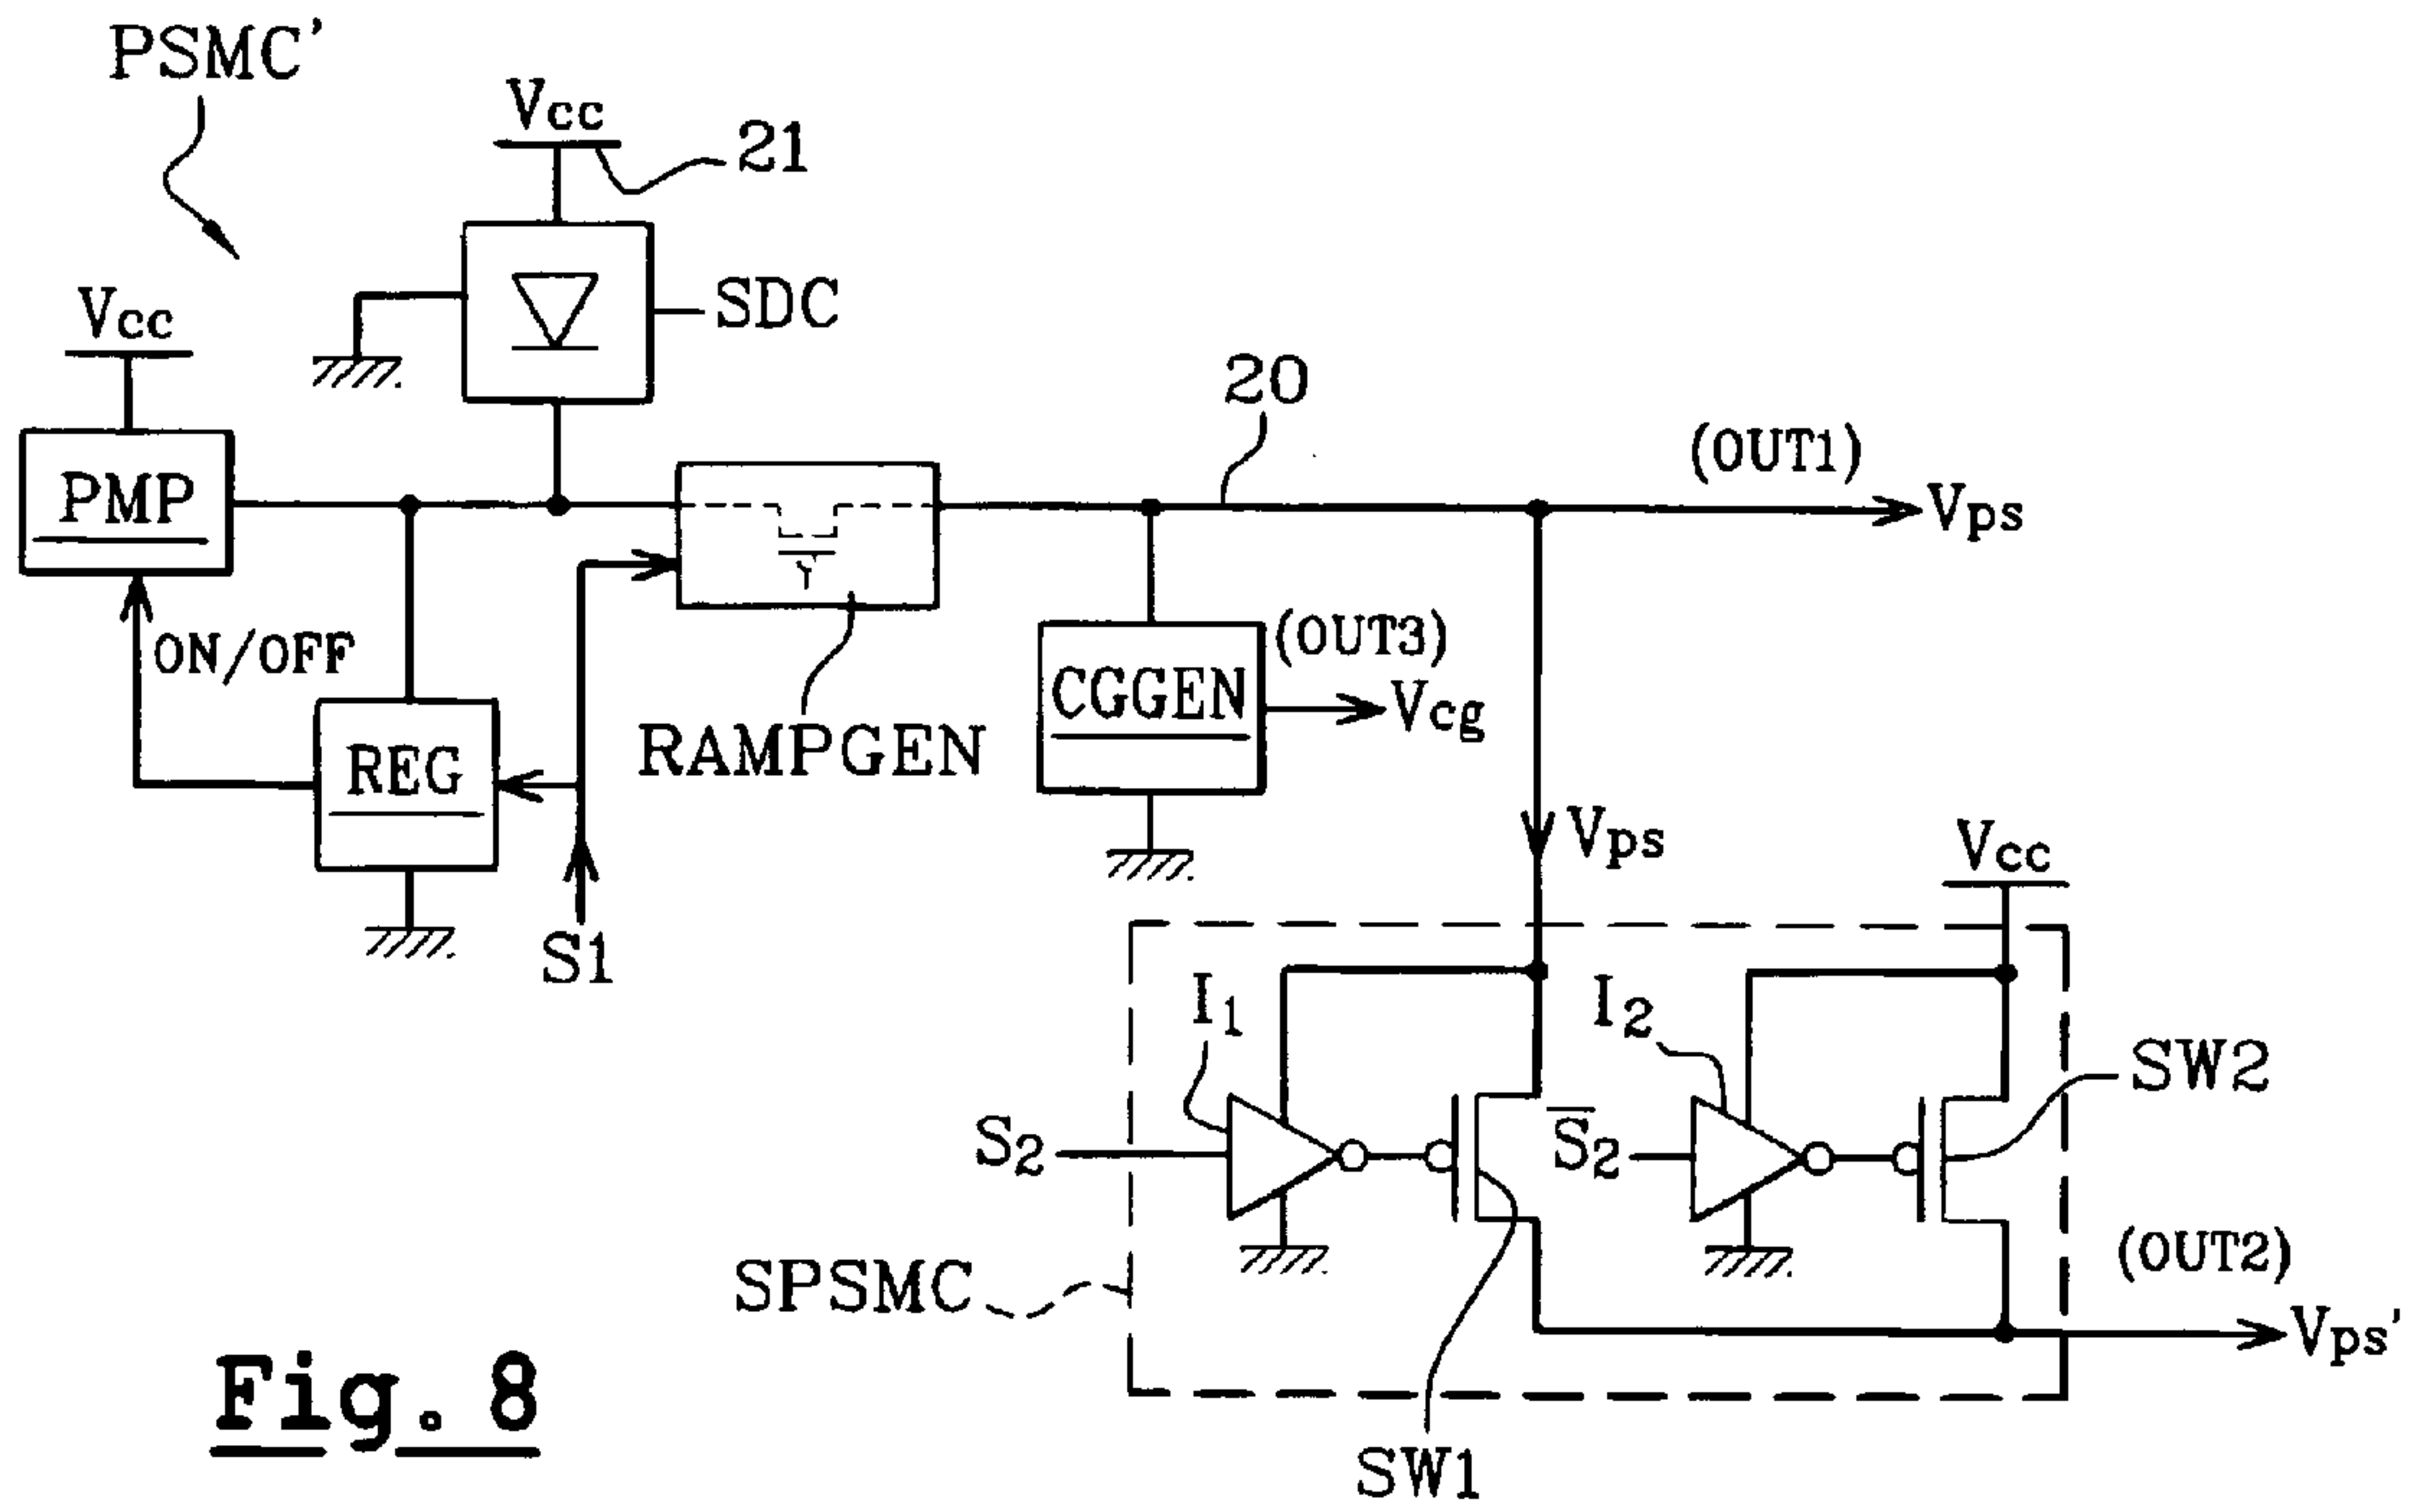 PSMC'
Vcc
21
SDC
Vcc
20
(OUT1)
PMP
Vps
ON/OFF
(OUT3)
CGGEN
Vcg
RAMPGEN
REG
Vps
Vcc
S1
I1
I2
SW2
S2
S̅2
(OUT2)
SPSMC
Vps'
Fig. 8
SW1